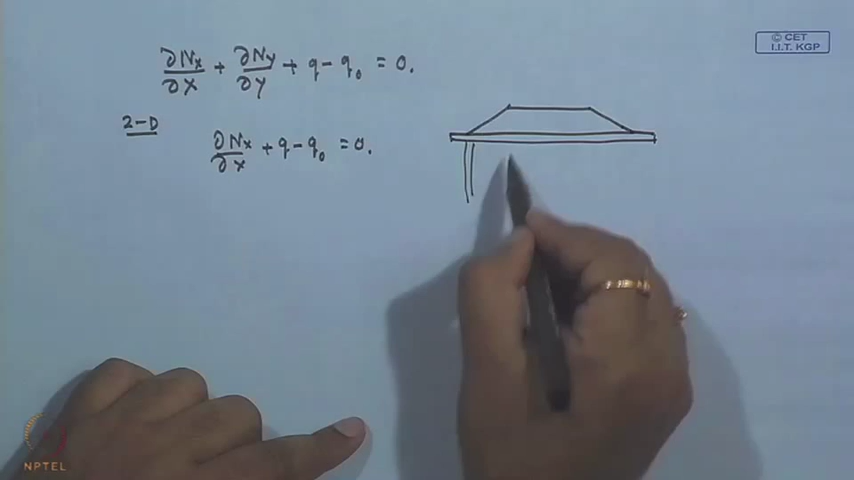 ∂Nx/∂x + ∂Ny/∂y + q - q₀ = 0.
2-D
∂Nx/∂x + q - q₀ = 0.
© CET
I.I.T. KGP
NPTEL